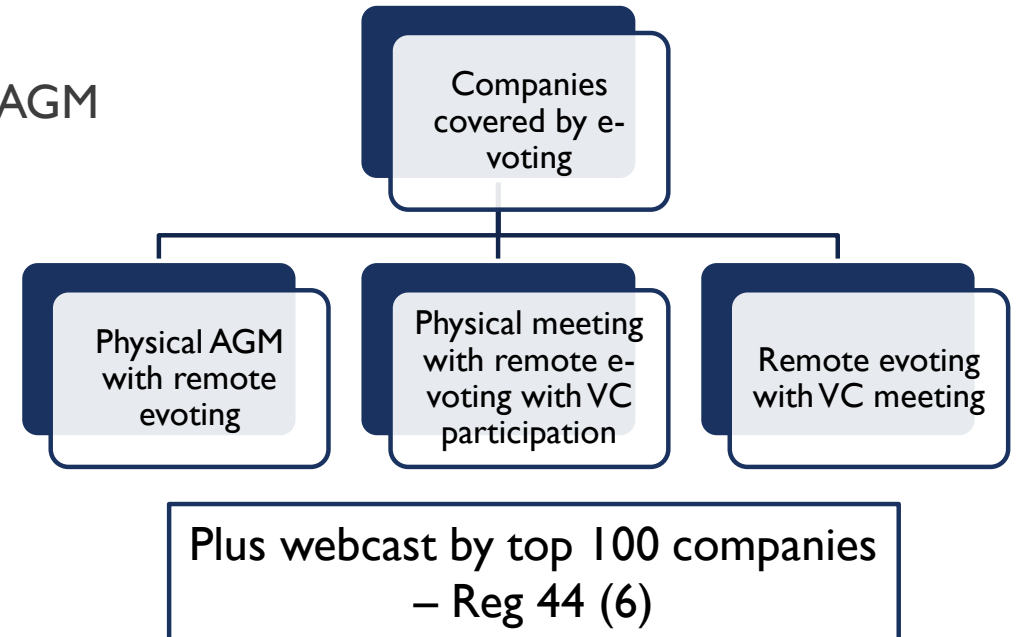 AGM
Companies
covered by e-
voting
Physical AGM
with remote
evoting
Physical meeting
with remote e-
voting with VC
participation
Remote evoting
with VC meeting
Plus webcast by top 100 companies
– Reg 44 (6)